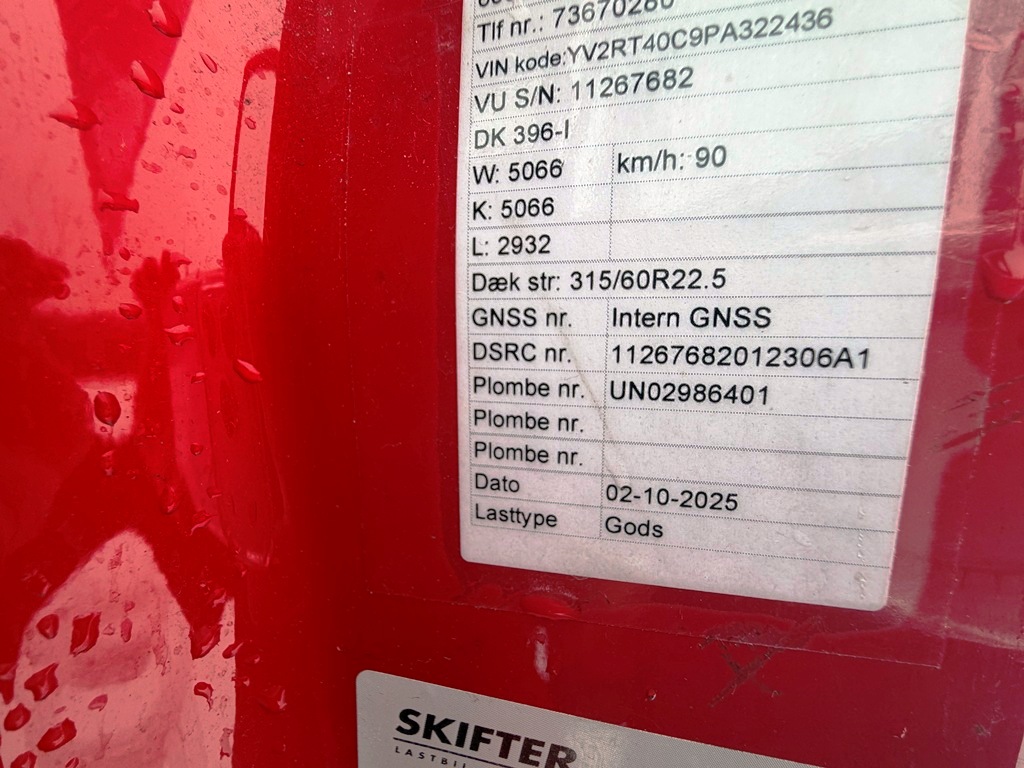 Tlf nr.: 73670280
VIN kode:YV2RT40C9PA322436
VU S/N: 11267682
DK 396-I
W: 5066 km/h: 90
K: 5066
L: 2932
Dæk str: 315/60R22.5
GNSS nr. Intern GNSS
DSRC nr. 11267682012306A1
Plombe nr. UN02986401
Plombe nr.
Plombe nr.
Dato 02-10-2025
Lasttype Gods
SKIFTER